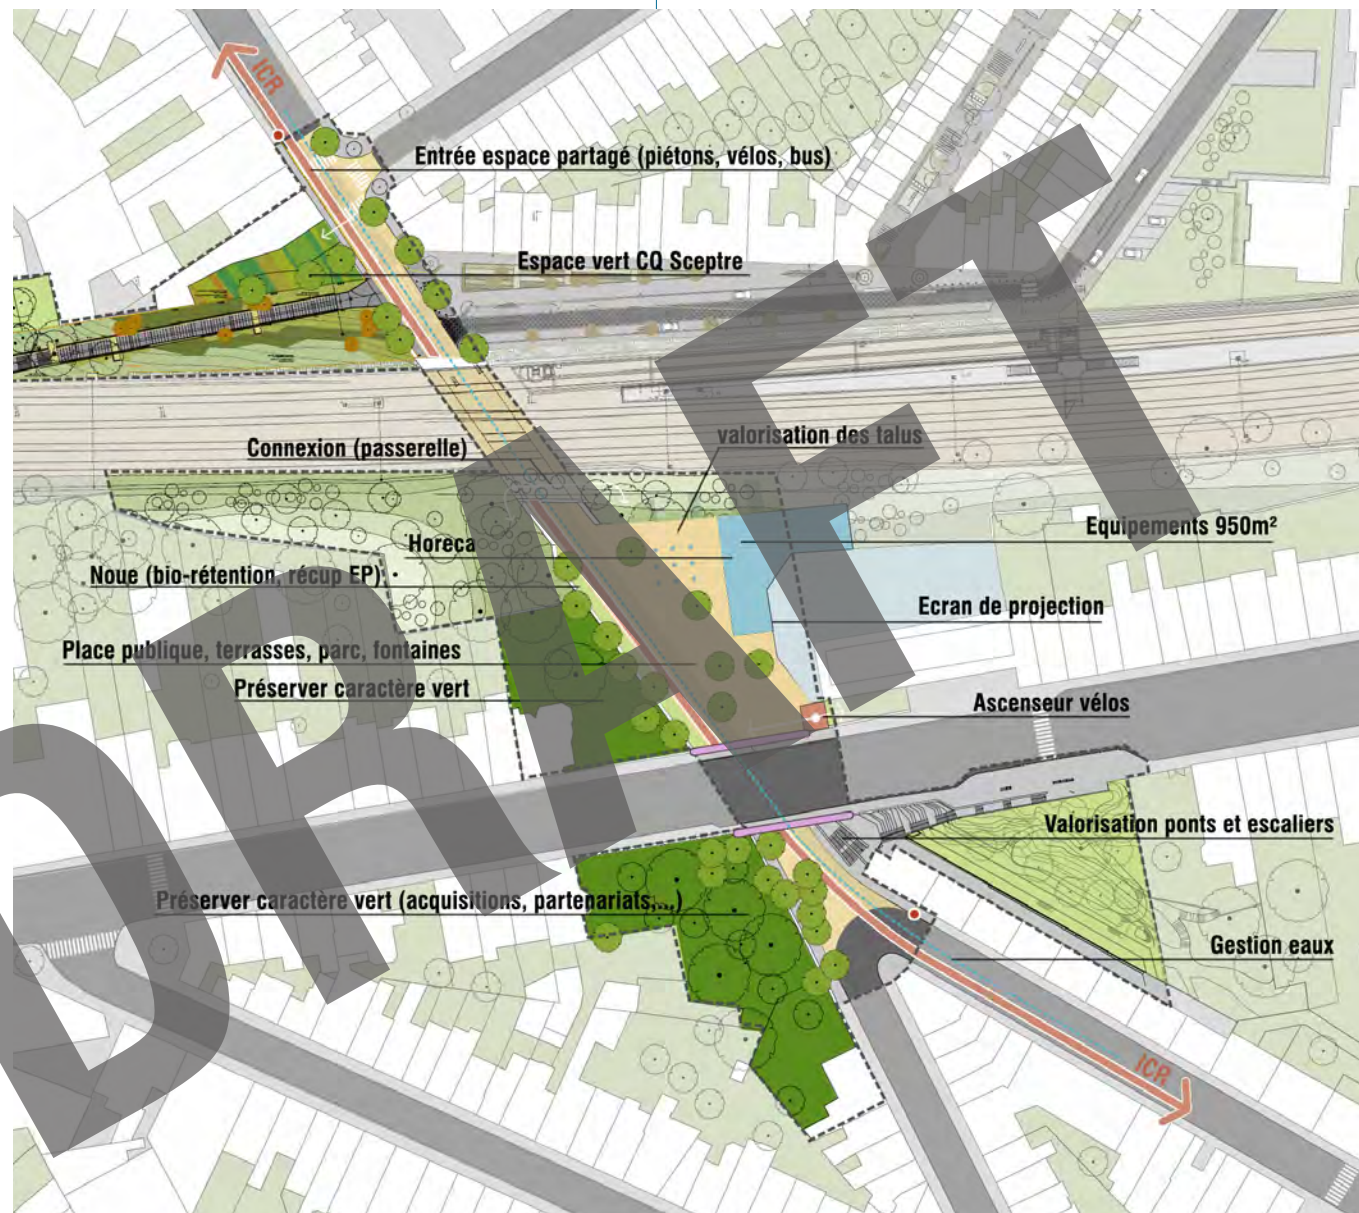 ICR
Entrée espace partagé (piétons, vélos, bus)
Espace vert CQ Sceptre
Connexion (passerelle)
valorisation des talus
Equipements 950m²
Horeca
Noue (bio-rétention, récup EP)
Ecran de projection
Place publique, terrasses, parc, fontaines
Préserver caractère vert
Ascenseur vélos
Valorisation ponts et escaliers
Préserver caractère vert (acquisitions, partenariats,...)
Gestion eaux
ICR
DRAFT